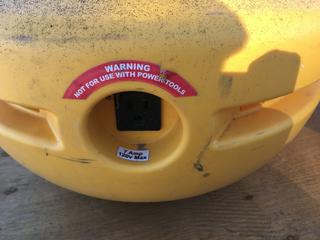 WARNING
NOT FOR USE WITH POWER TOOLS
7 Amp
120v Max